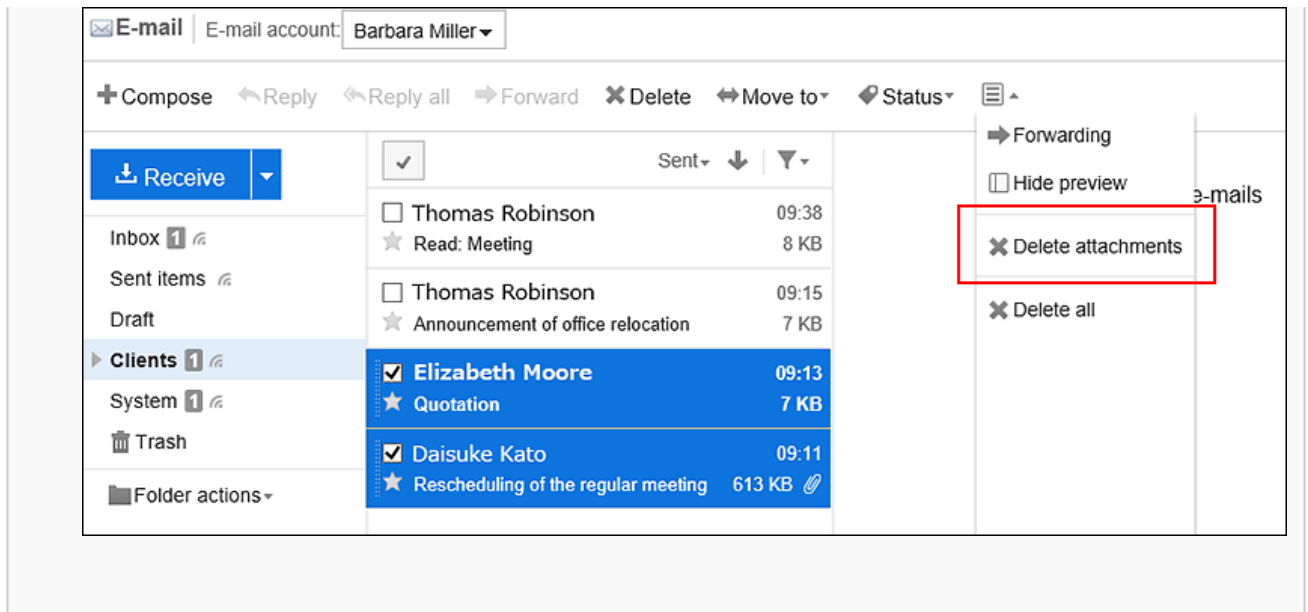 E-mail E-mail account: Barbara Miller
Compose Reply Reply all Forward Delete Move to Status
Forwarding
Hide preview
e-mails
Delete attachments
Delete all
Receive
Inbox 1
Sent items
Draft
Clients 1
System 1
Trash
Folder actions
Sent
Thomas Robinson 09:38
Read: Meeting 8 KB
Thomas Robinson 09:15
Announcement of office relocation 7 KB
Elizabeth Moore 09:13
Quotation 7 KB
Daisuke Kato 09:11
Rescheduling of the regular meeting 613 KB